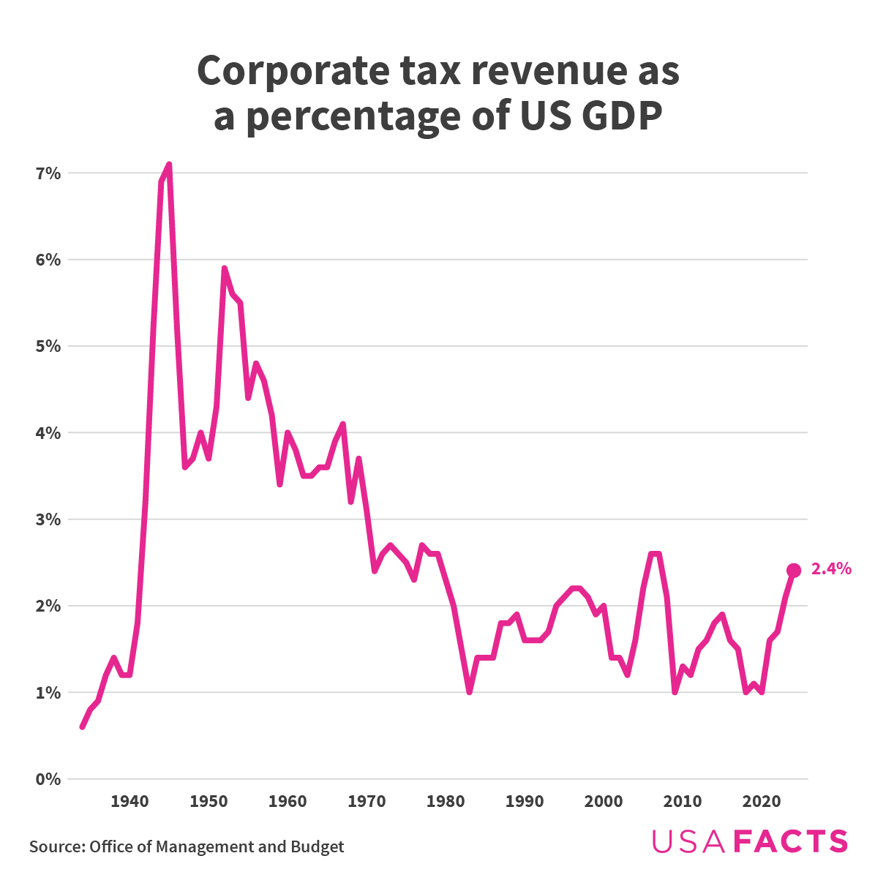 Corporate tax revenue as
a percentage of US GDP
7%
6%
5%
4%
3%
2%
1%
0%
2.4%
1940 1950 1960 1970 1980 1990 2000 2010 2020
Source: Office of Management and Budget
USAFACTS